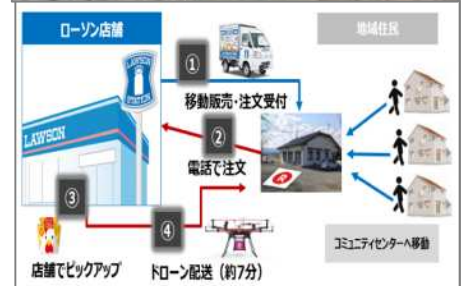 ローソン店舗
地域住民
①
移動販売・注文受付
LAWSON
STATION
②
電話で注文
LAWSON
③
④
店舗でピックアップ
ドローン配送（約7分）
コミュニティセンターへ移動